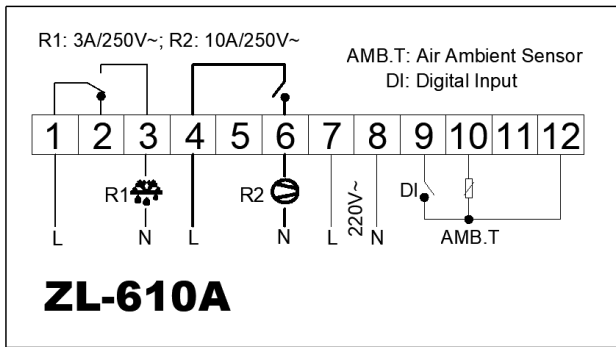 R1: 3A/250V~; R2: 10A/250V~
AMB.T: Air Ambient Sensor
DI: Digital Input
1 2 3 4 5 6 7 8 9 10 11 12
R1 R2 220V~ DI
L N L N L N AMB.T
ZL-610A